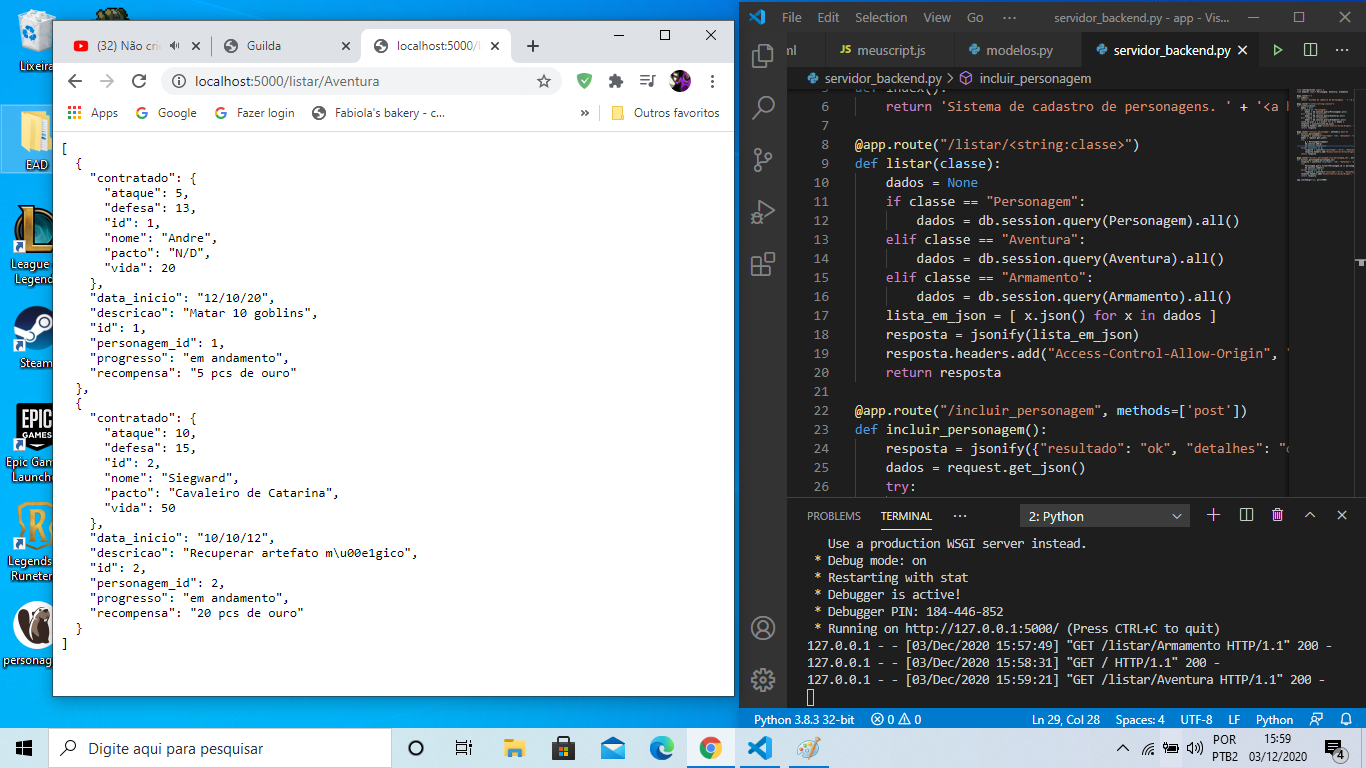 Lixeira
EAD
League of
Legends
Steam
EPIC
GAMES
Epic Games
Launcher
Legends of
Runeterra
personag
(32) Não cri
Guilda
localhost:5000/l
localhost:5000/listar/Aventura
Apps
Google
Fazer login
Fabiola's bakery - c...
»
Outros favoritos
[
{
"contratado": {
"ataque": 5,
"defesa": 13,
"id": 1,
"nome": "Andre",
"pacto": "N/D",
"vida": 20
},
"data_inicio": "12/10/20",
"descricao": "Matar 10 goblins",
"id": 1,
"personagem_id": 1,
"progresso": "em andamento",
"recompensa": "5 pcs de ouro"
},
{
"contratado": {
"ataque": 10,
"defesa": 15,
"id": 2,
"nome": "Siegward",
"pacto": "Cavaleiro de Catarina",
"vida": 50
},
"data_inicio": "10/10/12",
"descricao": "Recuperar artefato m\u00e1gico",
"id": 2,
"personagem_id": 2,
"progresso": "em andamento",
"recompensa": "20 pcs de ouro"
}
]
File Edit Selection View Go ··· servidor_backend.py - app - Vis...
ml JS meuscript.js modelos.py servidor_backend.py
servidor_backend.py > incluir_personagem
5 def index():
6 return 'Sistema de cadastro de personagens. ' + '<a
7
8 @app.route("/listar/<string:classe>")
9 def listar(classe):
10 dados = None
11 if classe == "Personagem":
12 dados = db.session.query(Personagem).all()
13 elif classe == "Aventura":
14 dados = db.session.query(Aventura).all()
15 elif classe == "Armamento":
16 dados = db.session.query(Armamento).all()
17 lista_em_json = [ x.json() for x in dados ]
18 resposta = jsonify(lista_em_json)
19 resposta.headers.add("Access-Control-Allow-Origin",
20 return resposta
21
22 @app.route("/incluir_personagem", methods=['post'])
23 def incluir_personagem():
24 resposta = jsonify({"resultado": "ok", "detalhes": "o
25 dados = request.get_json()
26 try:
PROBLEMS TERMINAL ··· 2: Python
Use a production WSGI server instead.
* Debug mode: on
* Restarting with stat
* Debugger is active!
* Debugger PIN: 184-446-852
* Running on http://127.0.0.1:5000/ (Press CTRL+C to quit)
127.0.0.1 - - [03/Dec/2020 15:57:49] "GET /listar/Armamento HTTP/1.1" 200 -
127.0.0.1 - - [03/Dec/2020 15:58:31] "GET / HTTP/1.1" 200 -
127.0.0.1 - - [03/Dec/2020 15:59:21] "GET /listar/Aventura HTTP/1.1" 200 -
Python 3.8.3 32-bit 0 0 Ln 29, Col 28 Spaces: 4 UTF-8 LF Python
Digite aqui para pesquisar
POR
PTB2
15:59
03/12/2020
4